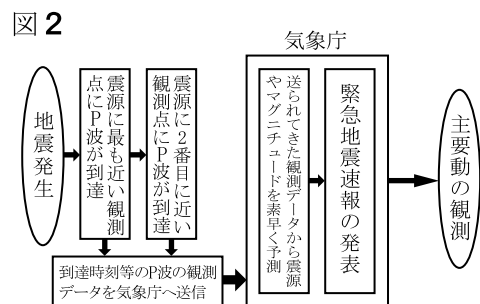 図2
気象庁
地震発生
震源に最も近い観測
点にP波が到達
震源に2番目に近い
観測点にP波が到達
到達時刻等のP波の観測
データを気象庁へ送信
送られてきた観測データから震源
やマグニチュードを素早く予測
緊急地震速報の発表
主要動の観測